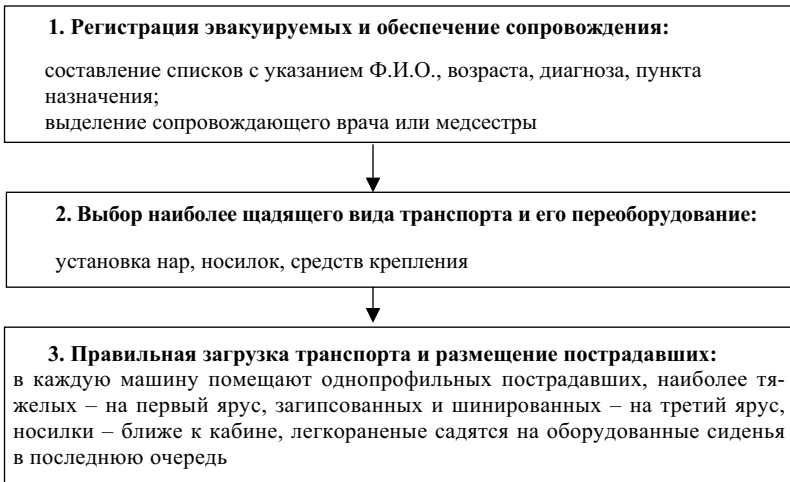 1. Регистрация эвакуируемых и обеспечение сопровождения:
составление списков с указанием Ф.И.О., возраста, диагноза, пункта
назначения;
выделение сопровождающего врача или медсестры
2. Выбор наиболее щадящего вида транспорта и его переоборудование:
установка нар, носилок, средств крепления
3. Правильная загрузка транспорта и размещение пострадавших:
в каждую машину помещают однопрофильных пострадавших, наиболее тя-
желых – на первый ярус, загипсованных и шинированных – на третий ярус,
носилки – ближе к кабине, легкораненые садятся на оборудованные сиденья
в последнюю очередь